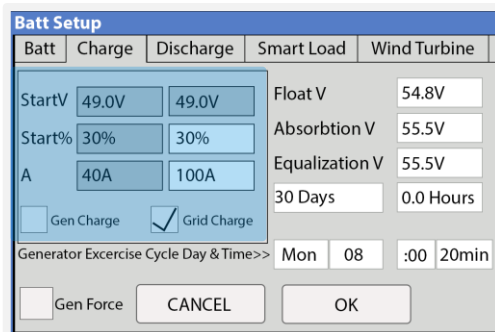 Batt Setup
Batt Charge Discharge Smart Load Wind Turbine
StartV 49.0V 49.0V Float V 54.8V
Start% 30% 30% Absorbtion V 55.5V
A 40A 100A Equalization V 55.5V
30 Days 0.0 Hours
Gen Charge Grid Charge
Generator Excercise Cycle Day & Time>> Mon 08 :00 20min
Gen Force CANCEL OK